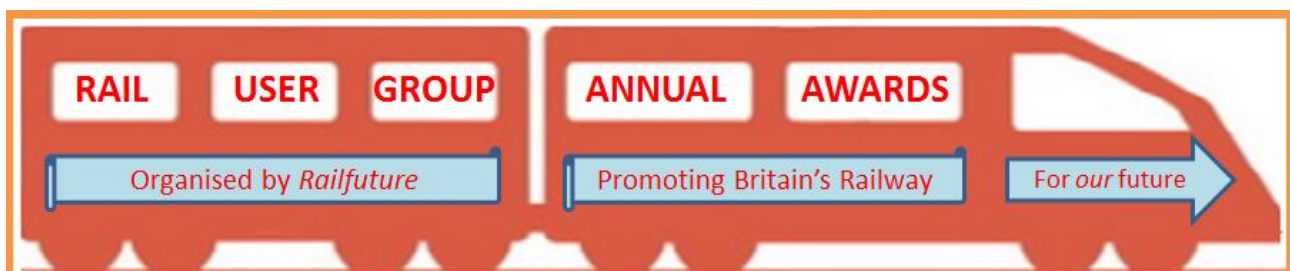 RAIL USER GROUP ANNUAL AWARDS
Organised by Railfuture Promoting Britain's Railway For our future